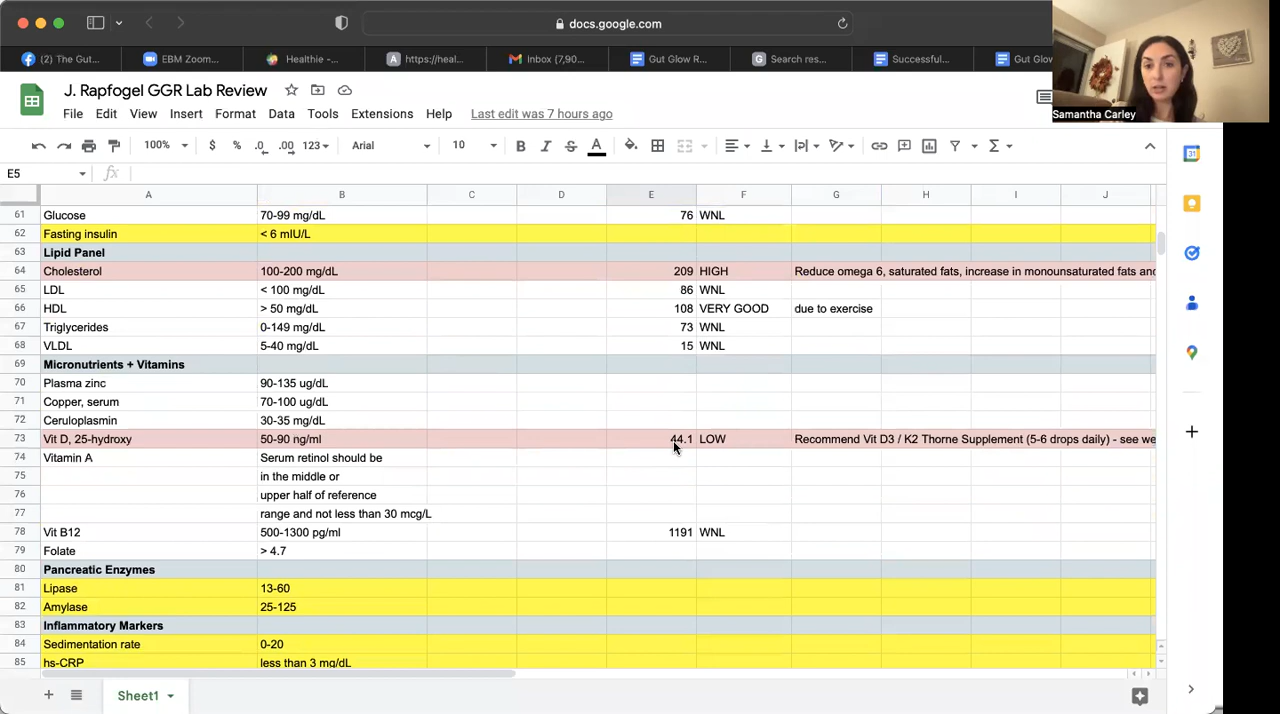 docs.google.com
(The Gut...
EBM Zoom...
Healthie -...
https://heal...
Inbox (7,90...
Gut Glow R...
Search res...
Successful...
Gut Glow
J. Rapfogel GGR Lab Review
File Edit View Insert Format Data Tools Extensions Help Last edit was 7 hours ago
Samantha Carley
100% $ % .0 .00 123 Arial 10 B I S A
E5 fx
A B C D E F G H I J
61 Glucose 70-99 mg/dL 76 WNL
62 Fasting insulin < 6 mIU/L
63 Lipid Panel
64 Cholesterol 100-200 mg/dL 209 HIGH Reduce omega 6, saturated fats, increase in monounsaturated fats and
65 LDL < 100 mg/dL 86 WNL
66 HDL > 50 mg/dL 108 VERY GOOD due to exercise
67 Triglycerides 0-149 mg/dL 73 WNL
68 VLDL 5-40 mg/dL 15 WNL
69 Micronutrients + Vitamins
70 Plasma zinc 90-135 ug/dL
71 Copper, serum 70-100 ug/dL
72 Ceruloplasmin 30-35 mg/dL
73 Vit D, 25-hydroxy 50-90 ng/ml 44.1 LOW Recommend Vit D3 / K2 Thorne Supplement (5-6 drops daily) - see we
74 Vitamin A Serum retinol should be
75 in the middle or
76 upper half of reference
77 range and not less than 30 mcg/L
78 Vit B12 500-1300 pg/ml 1191 WNL
79 Folate > 4.7
80 Pancreatic Enzymes
81 Lipase 13-60
82 Amylase 25-125
83 Inflammatory Markers
84 Sedimentation rate 0-20
85 hs-CRP less than 3 mg/dL
Sheet1